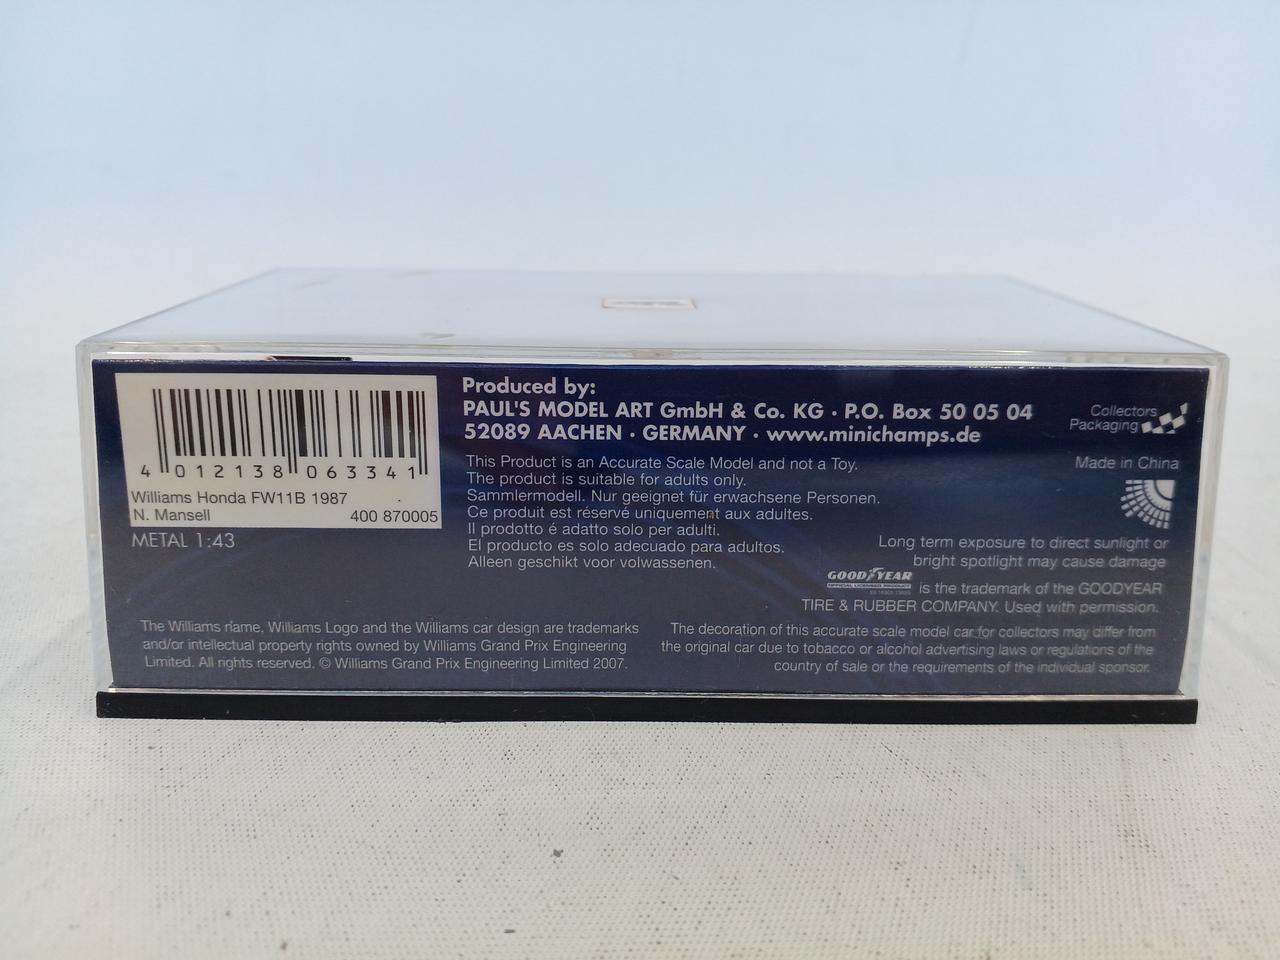 4 012138 063341
Williams Honda FW11B 1987
N. Mansell 400 870005
METAL 1:43
Produced by:
PAUL'S MODEL ART GmbH & Co. KG · P.O. Box 50 05 04
52089 AACHEN · GERMANY · www.minichamps.de
This Product is an Accurate Scale Model and not a Toy.
The product is suitable for adults only.
Sammlermodell. Nur geeignet für erwachsene Personen.
Ce produit est réservé uniquement aux adultes.
Il prodotto é adatto solo per adulti.
El producto es solo adecuado para adultos.
Alleen geschikt voor volwassenen.
Collectors
Packaging
Made in China
Long term exposure to direct sunlight or
bright spotlight may cause damage
GOODYEAR is the trademark of the GOODYEAR
OFFICIAL LICENSED PRODUCT
TIRE & RUBBER COMPANY. Used with permission.
The Williams name, Williams Logo and the Williams car design are trademarks
and/or intellectual property rights owned by Williams Grand Prix Engineering
Limited. All rights reserved. © Williams Grand Prix Engineering Limited 2007.
The decoration of this accurate scale model car for collectors may differ from
the original car due to tobacco or alcohol advertising laws or regulations of the
country of sale or the requirements of the individual sponsor.